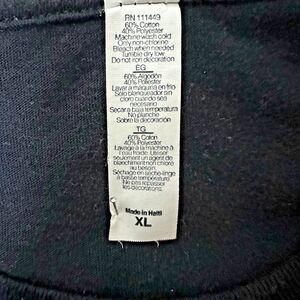 RN 111449
60% Cotton
40% Polyester
Machine wash cold
Only non-chlorine
Bleach when needed
Tumble dry low
Do not iron decoration
EG
60% Algodón
40% Polyester
Lavar a máquina en frío
Solo blanqueador sin
cloro cuando sea
necesario
Secar a baja temperatura
No planche
Sobre la decoración
TG
60% Coton
40% Polyester
Lavage à la machine à
l'eau froide. Utiliser
seulement un agent de
blanchiment non chloré
en cas
Séchage en sèche-linge
à basse température
Ne pas repasser
les décorations.
Made in Haiti
XL